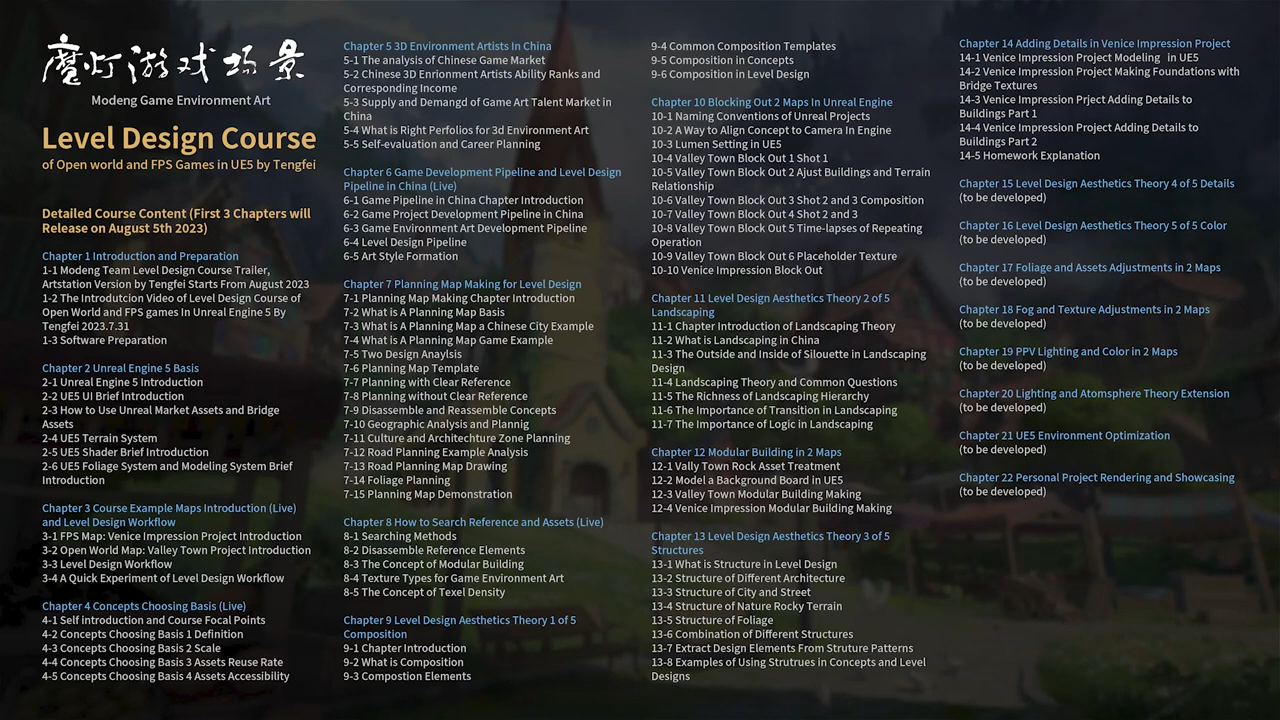 魔灯游戏场景
Modeng Game Environment Art
Level Design Course
of Open world and FPS Games in UE5 by Tengfei
Detailed Course Content (First 3 Chapters will
Release on August 5th 2023)
Chapter 1 Introduction and Preparation
1-1 Modeng Team Level Design Course Trailer,
Artstation Version by Tengfei Starts From August 2023
1-2 The Introdutcion Video of Level Design Course of
Open World and FPS games In Unreal Engine 5 By
Tengfei 2023.7.31
1-3 Software Preparation
Chapter 2 Unreal Engine 5 Basis
2-1 Unreal Engine 5 Introduction
2-2 UE5 UI Brief Introduction
2-3 How to Use Unreal Market Assets and Bridge
Assets
2-4 UE5 Terrain System
2-5 UE5 Shader Brief Introduction
2-6 UE5 Foliage System and Modeling System Brief
Introduction
Chapter 3 Course Example Maps Introduction (Live)
and Level Design Workflow
3-1 FPS Map: Venice Impression Project Introduction
3-2 Open World Map: Valley Town Project Introduction
3-3 Level Design Workflow
3-4 A Quick Experiment of Level Design Workflow
Chapter 4 Concepts Choosing Basis (Live)
4-1 Self introduction and Course Focal Points
4-2 Concepts Choosing Basis 1 Definition
4-3 Concepts Choosing Basis 2 Scale
4-4 Concepts Choosing Basis 3 Assets Reuse Rate
4-5 Concepts Choosing Basis 4 Assets Accessibility
Chapter 5 3D Environment Artists In China
5-1 The analysis of Chinese Game Market
5-2 Chinese 3D Enrionment Artists Ability Ranks and
Corresponding Income
5-3 Supply and Demangd of Game Art Talent Market in
China
5-4 What is Right Perfolios for 3d Environment Art
5-5 Self-evaluation and Career Planning
Chapter 6 Game Development Pipeline and Level Design
Pipeline in China (Live)
6-1 Game Pipeline in China Chapter Introduction
6-2 Game Project Development Pipeline in China
6-3 Game Environment Art Development Pipeline
6-4 Level Design Pipeline
6-5 Art Style Formation
Chapter 7 Planning Map Making for Level Design
7-1 Planning Map Making Chapter Introduction
7-2 What is A Planning Map Basis
7-3 What is A Planning Map a Chinese City Example
7-4 What is A Planning Map Game Example
7-5 Two Design Anaylsis
7-6 Planning Map Template
7-7 Planning with Clear Reference
7-8 Planning without Clear Reference
7-9 Disassemble and Reassemble Concepts
7-10 Geographic Analysis and Plannig
7-11 Culture and Architechture Zone Planning
7-12 Road Planning Example Analysis
7-13 Road Planning Map Drawing
7-14 Foliage Planning
7-15 Planning Map Demonstration
Chapter 8 How to Search Reference and Assets (Live)
8-1 Searching Methods
8-2 Disassemble Reference Elements
8-3 The Concept of Modular Building
8-4 Texture Types for Game Environment Art
8-5 The Concept of Texel Density
Chapter 9 Level Design Aesthetics Theory 1 of 5
Composition
9-1 Chapter Introduction
9-2 What is Composition
9-3 Compostion Elements
9-4 Common Composition Templates
9-5 Composition in Concepts
9-6 Composition in Level Design
Chapter 10 Blocking Out 2 Maps In Unreal Engine
10-1 Naming Conventions of Unreal Projects
10-2 A Way to Align Concept to Camera In Engine
10-3 Lumen Setting in UE5
10-4 Valley Town Block Out 1 Shot 1
10-5 Valley Town Block Out 2 Ajust Buildings and Terrain
Relationship
10-6 Valley Town Block Out 3 Shot 2 and 3 Composition
10-7 Valley Town Block Out 4 Shot 2 and 3
10-8 Valley Town Block Out 5 Time-lapses of Repeating
Operation
10-9 Valley Town Block Out 6 Placeholder Texture
10-10 Venice Impression Block Out
Chapter 11 Level Design Aesthetics Theory 2 of 5
Landscaping
11-1 Chapter Introduction of Landscaping Theory
11-2 What is Landscaping in China
11-3 The Outside and Inside of Silouette in Landscaping
Design
11-4 Landscaping Theory and Common Questions
11-5 The Richness of Landscaping Hierarchy
11-6 The Importance of Transition in Landscaping
11-7 The Importance of Logic in Landscaping
Chapter 12 Modular Building in 2 Maps
12-1 Vally Town Rock Asset Treatment
12-2 Model a Background Board in UE5
12-3 Valley Town Modular Building Making
12-4 Venice Impression Modular Building Making
Chapter 13 Level Design Aesthetics Theory 3 of 5
Structures
13-1 What is Structure in Level Design
13-2 Structure of Different Architecture
13-3 Structure of City and Street
13-4 Structure of Nature Rocky Terrain
13-5 Structure of Foliage
13-6 Combination of Different Structures
13-7 Extract Design Elements From Struture Patterns
13-8 Examples of Using Strutrues in Concepts and Level
Designs
Chapter 14 Adding Details in Venice Impression Project
14-1 Venice Impression Project Modeling in UE5
14-2 Venice Impression Project Making Foundations with
Bridge Textures
14-3 Venice Impression Prject Adding Details to
Buildings Part 1
14-4 Venice Impression Project Adding Details to
Buildings Part 2
14-5 Homework Explanation
Chapter 15 Level Design Aesthetics Theory 4 of 5 Details
(to be developed)
Chapter 16 Level Design Aesthetics Theory 5 of 5 Color
(to be developed)
Chapter 17 Foliage and Assets Adjustments in 2 Maps
(to be developed)
Chapter 18 Fog and Texture Adjustments in 2 Maps
(to be developed)
Chapter 19 PPV Lighting and Color in 2 Maps
(to be developed)
Chapter 20 Lighting and Atomsphere Theory Extension
(to be developed)
Chapter 21 UE5 Environment Optimization
(to be developed)
Chapter 22 Personal Project Rendering and Showcasing
(to be developed)